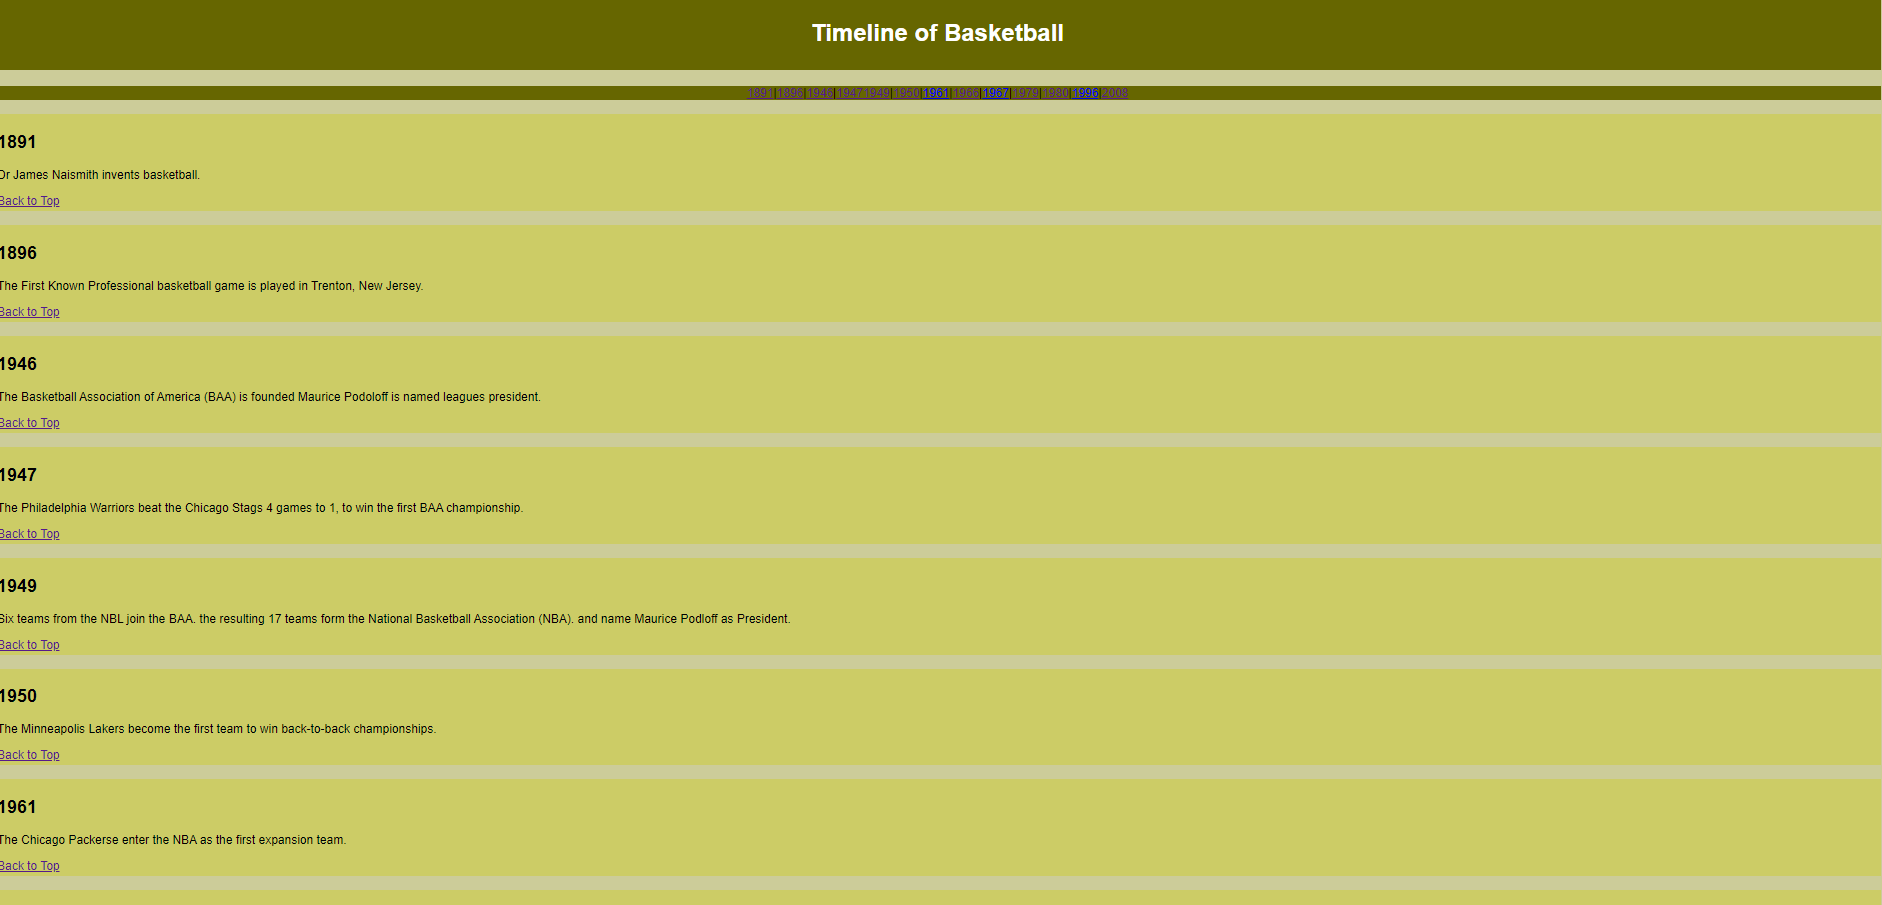 Timeline of Basketball
1891|1896|1946|19471949|1950|1961|1966|1967|1979|1980|1996|2008
1891
Dr James Naismith invents basketball.
Back to Top
1896
The First Known Professional basketball game is played in Trenton, New Jersey.
Back to Top
1946
The Basketball Association of America (BAA) is founded Maurice Podoloff is named leagues president.
Back to Top
1947
The Philadelphia Warriors beat the Chicago Stags 4 games to 1, to win the first BAA championship.
Back to Top
1949
Six teams from the NBL join the BAA. the resulting 17 teams form the National Basketball Association (NBA). and name Maurice Podloff as President.
Back to Top
1950
The Minneapolis Lakers become the first team to win back-to-back championships.
Back to Top
1961
The Chicago Packerse enter the NBA as the first expansion team.
Back to Top